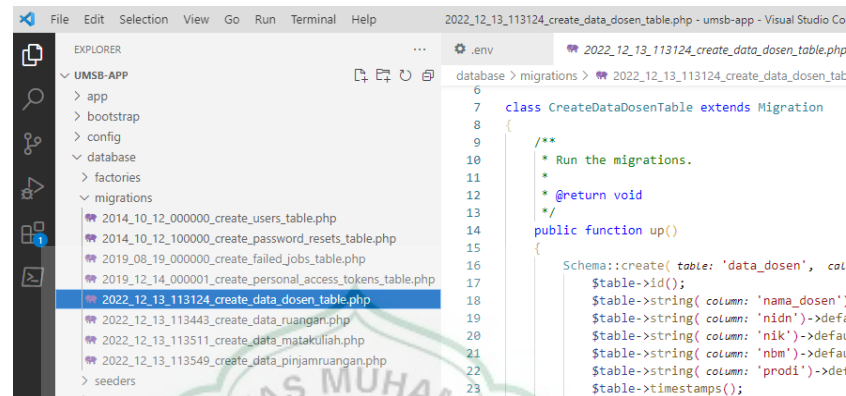 File Edit Selection View Go Run Terminal Help
2022_12_13_113124_create_data_dosen_table.php - umsb-app - Visual Studio Co
EXPLORER
UMSB-APP
> app
> bootstrap
> config
database
> factories
migrations
2014_10_12_000000_create_users_table.php
2014_10_12_100000_create_password_resets_table.php
2019_08_19_000000_create_failed_jobs_table.php
2019_12_14_000001_create_personal_access_tokens_table.php
2022_12_13_113124_create_data_dosen_table.php
2022_12_13_113443_create_data_ruangan.php
2022_12_13_113511_create_data_matakuliah.php
2022_12_13_113549_create_data_pinjamruangan.php
> seeders
1
.env
2022_12_13_113124_create_data_dosen_table.php
database > migrations > 2022_12_13_113124_create_data_dosen_tab
6
7 class CreateDataDosenTable extends Migration
8 {
9 /**
10 * Run the migrations.
11 *
12 * @return void
13 */
14 public function up()
15 {
16 Schema::create( table: 'data_dosen', cal
17 $table->id();
18 $table->string( column: 'nama_dosen')
19 $table->string( column: 'nidn')->defa
20 $table->string( column: 'nik')->defau
21 $table->string( column: 'nbm')->defau
22 $table->string( column: 'prodi')->def
23 $table->timestamps();
AS MUHA